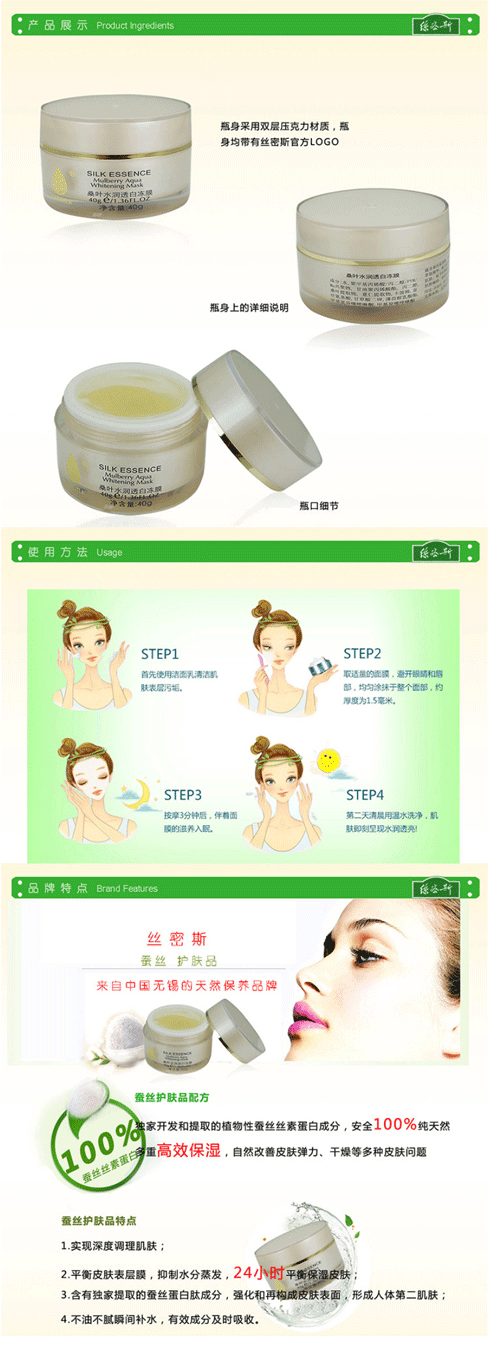 产品展示 Product Ingredients
瓶身采用双层压克力材质，瓶
身均带有丝密斯官方LOGO
SILK ESSENCE
Mulberry Aqua
Whitening Mask
桑叶水润透白冻膜
40g ℮/1.36FL.OZ
净含量:40g
桑叶水润透白冻膜
瓶身上的详细说明
SILK ESSENCE
Mulberry Aqua
Whitening Mask
桑叶水润透白冻膜
40g ℮/1.36FL.OZ
净含量:40g
瓶口细节
使用方法 Usage
STEP1
首先使用洁面乳清洁肌
肤表层污垢。
STEP2
取适量的面膜，避开眼睛和唇
部，均匀涂抹于整个面部，约
厚度为1.5毫米。
STEP3
按摩3分钟后，伴着面
膜的滋养入眠。
STEP4
第二天清晨用温水洗净，肌
肤即刻呈现水润透亮!
品牌特点 Brand Features
丝密斯
蚕丝 护肤品
来自中国无锡的天然保养品牌
SILK ESSENCE
蚕丝护肤品配方
独家开发和提取的植物性蚕丝丝素蛋白成分，安全100%纯天然
多重高效保湿，自然改善皮肤弹力、干燥等多种皮肤问题
100%
蚕丝丝素蛋白
蚕丝护肤品特点
1.实现深度调理肌肤；
2.平衡皮肤表层膜，抑制水分蒸发，24小时平衡保湿皮肤；
3.含有独家提取的蚕丝蛋白肽成分，强化和再构成皮肤表面，形成人体第二肌肤；
4.不油不腻瞬间补水，有效成分及时吸收。